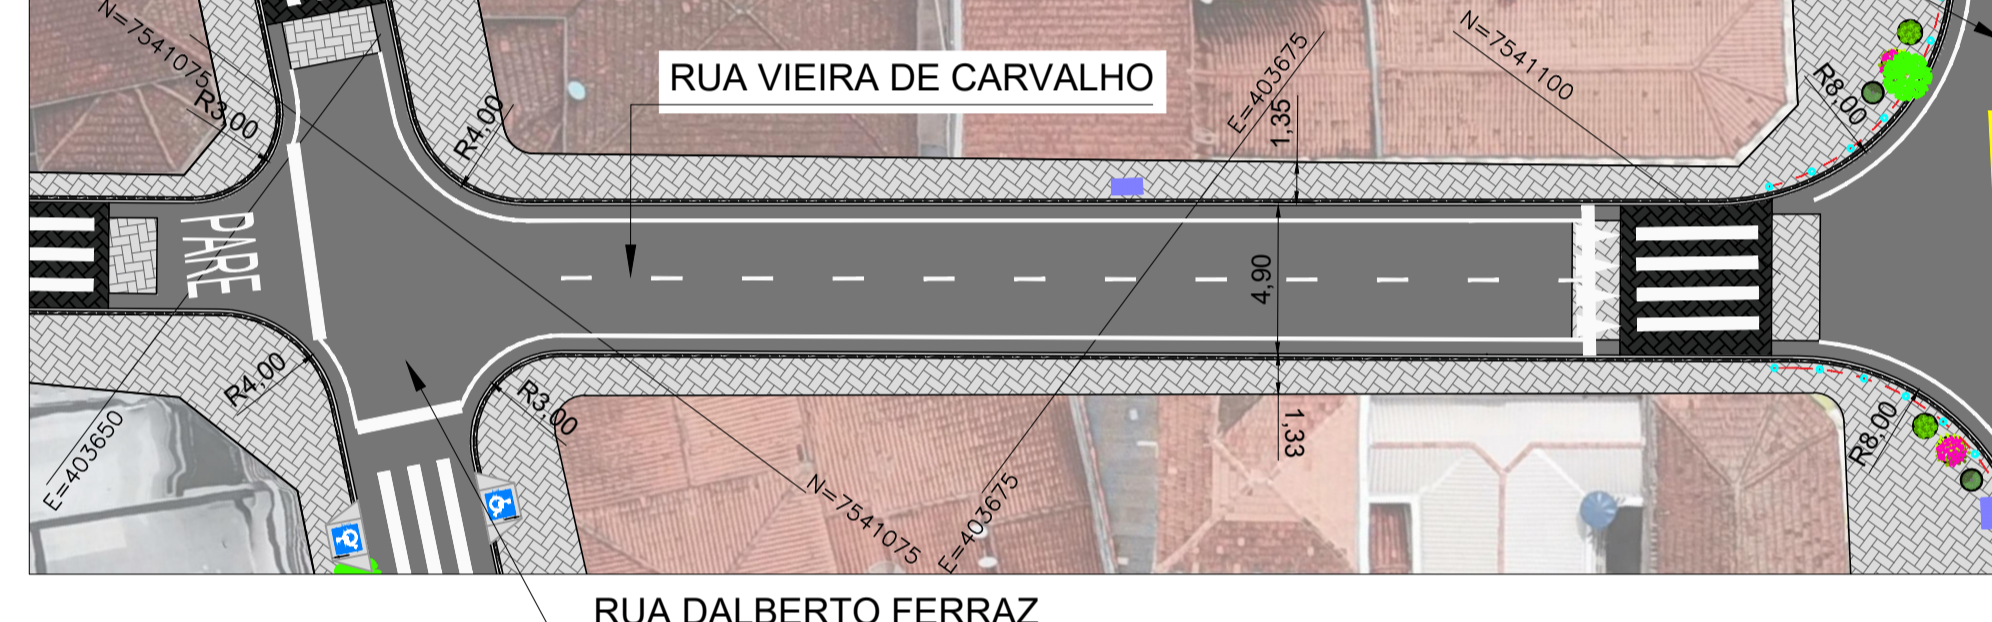 N=7541075
R3,00
R4,00
RUA VIEIRA DE CARVALHO
E=403675
1,35
N=7541100
R8,00
PARE
4,90
R4,00
R3,00
1,33
R8,00
E=403650
N=7541075
E=403675
RUA DALBERTO FERRAZ